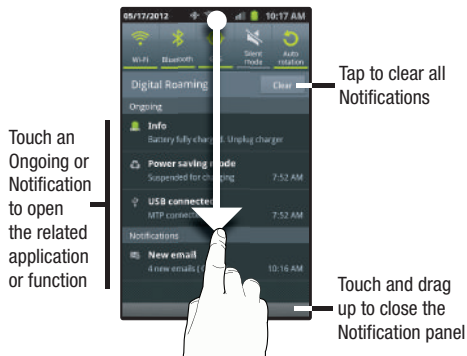 05/17/2012 10:17 AM
Wi-Fi Bluetooth Silent mode Auto rotation
Digital Roaming Clear
Ongoing
Info
Battery fully charged. Unplug charger
Power saving mode
Suspended for charging 7:52 AM
USB connected
MTP connected 7:52 AM
Notifications
New email
4 new emails ( 10:16 AM
Tap to clear all
Notifications
Touch an
Ongoing or
Notification
to open
the related
application
or function
Touch and drag
up to close the
Notification panel